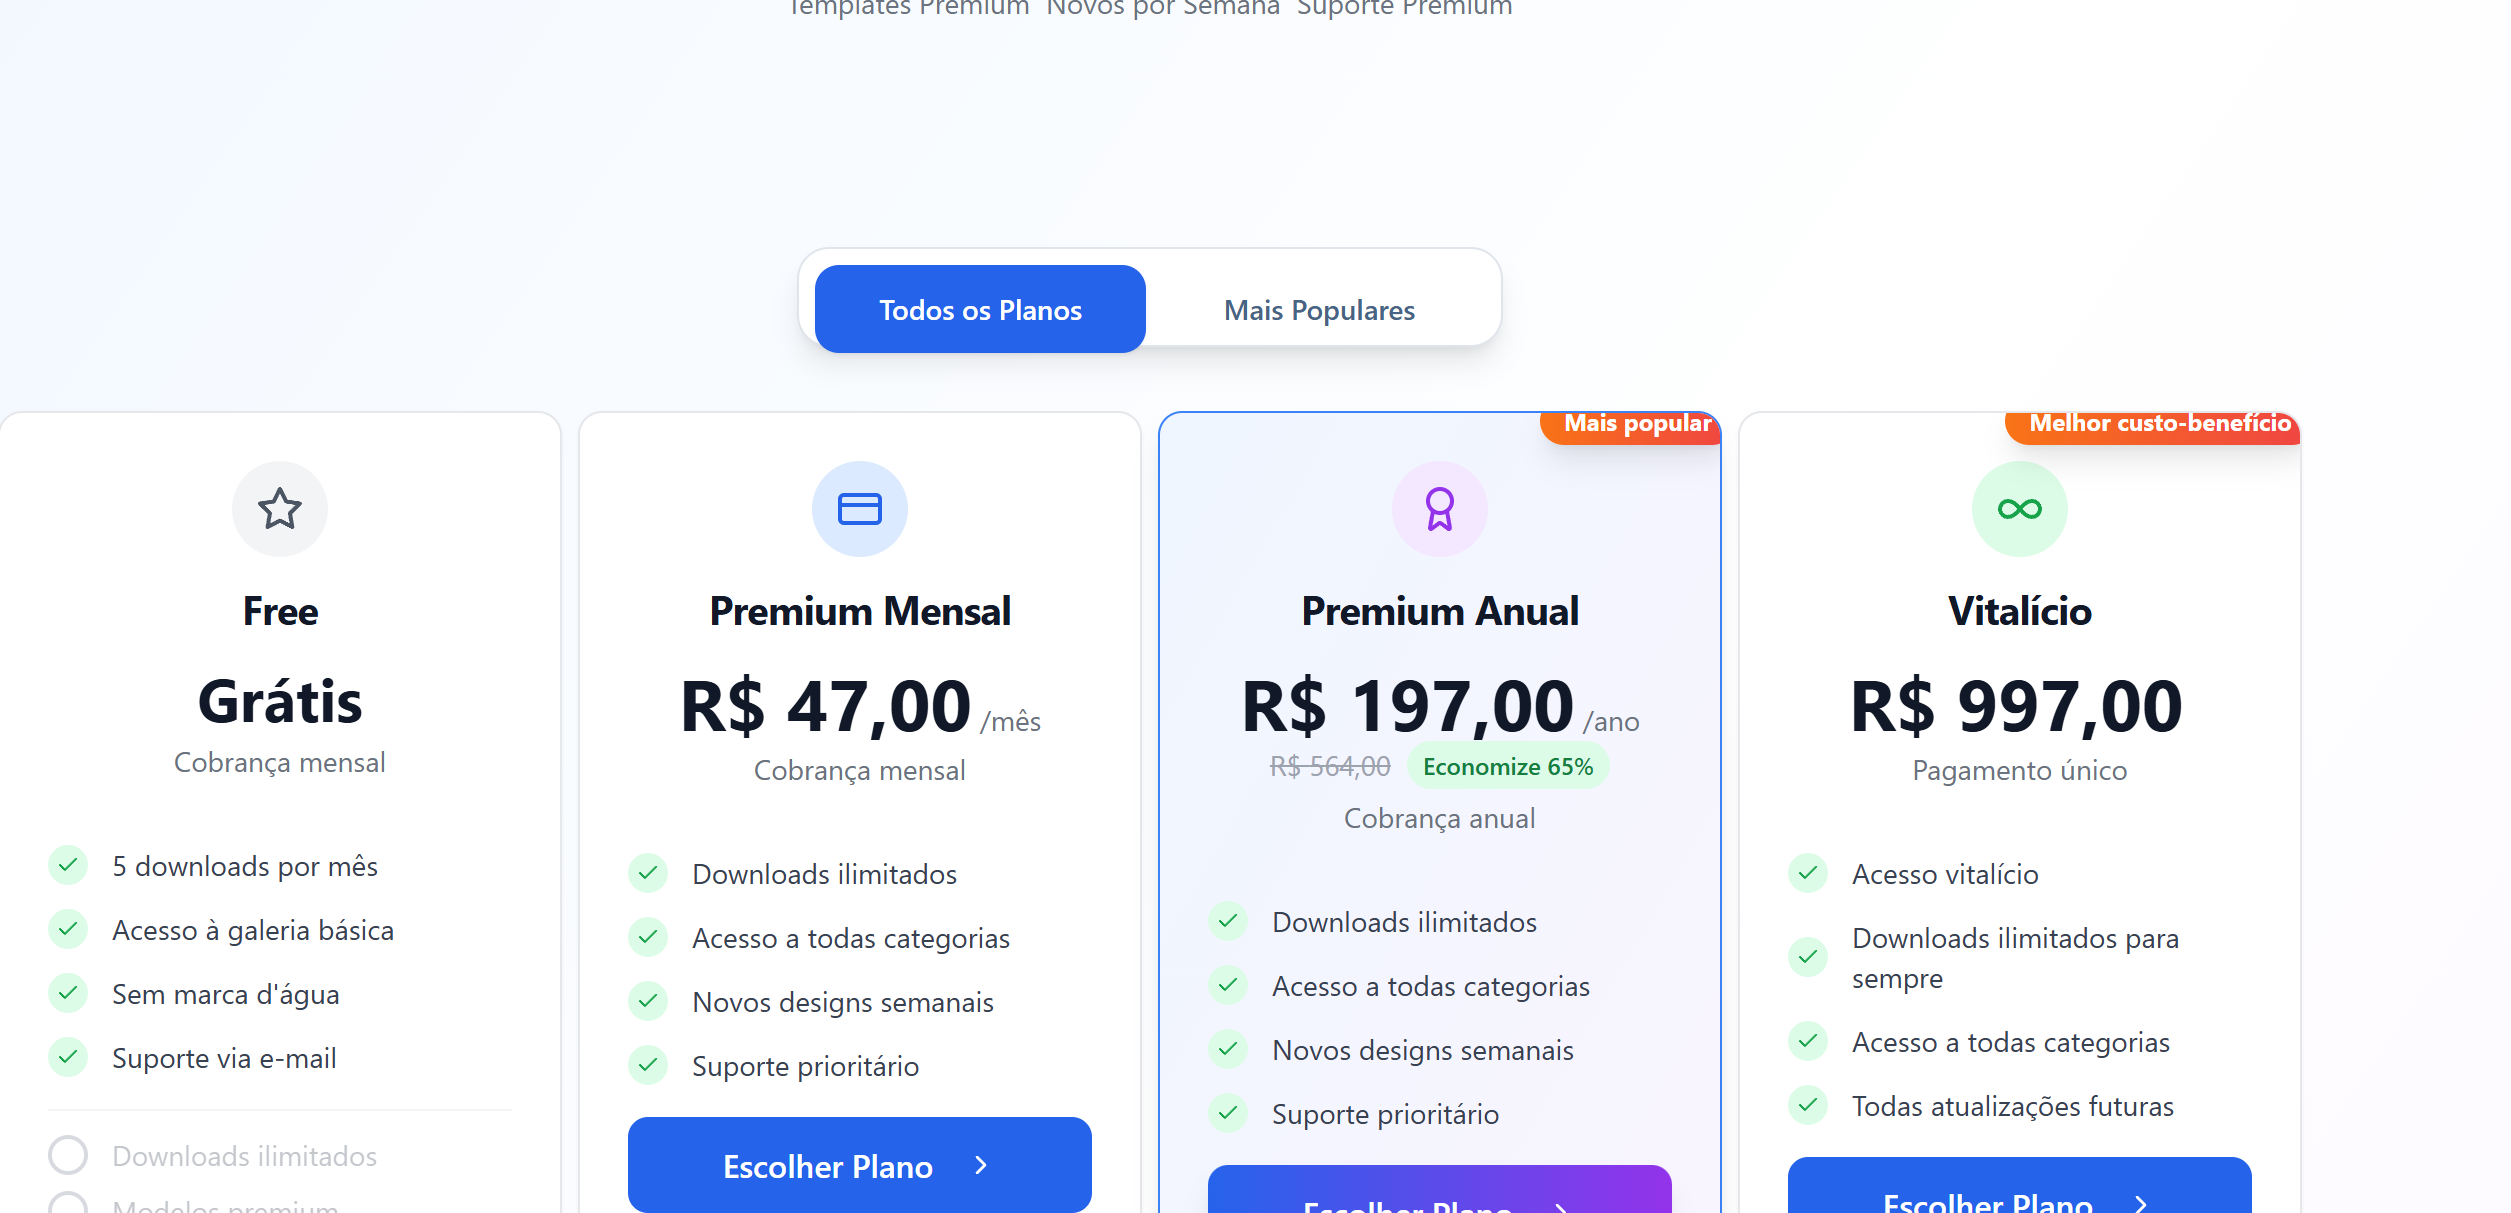 Templates Premium Novos por Semana Suporte Premium
Todos os Planos
Mais Populares
Free
Grátis
Cobrança mensal
5 downloads por mês
Acesso à galeria básica
Sem marca d'água
Suporte via e-mail
Downloads ilimitados
Modelos premium
Premium Mensal
R$ 47,00 /mês
Cobrança mensal
Downloads ilimitados
Acesso a todas categorias
Novos designs semanais
Suporte prioritário
Escolher Plano
Mais popular
Premium Anual
R$ 197,00 /ano
R$ 564,00 Economize 65%
Cobrança anual
Downloads ilimitados
Acesso a todas categorias
Novos designs semanais
Suporte prioritário
Escolher Plano
Melhor custo-benefício
Vitalício
R$ 997,00
Pagamento único
Acesso vitalício
Downloads ilimitados para
sempre
Acesso a todas categorias
Todas atualizações futuras
Escolher Plano